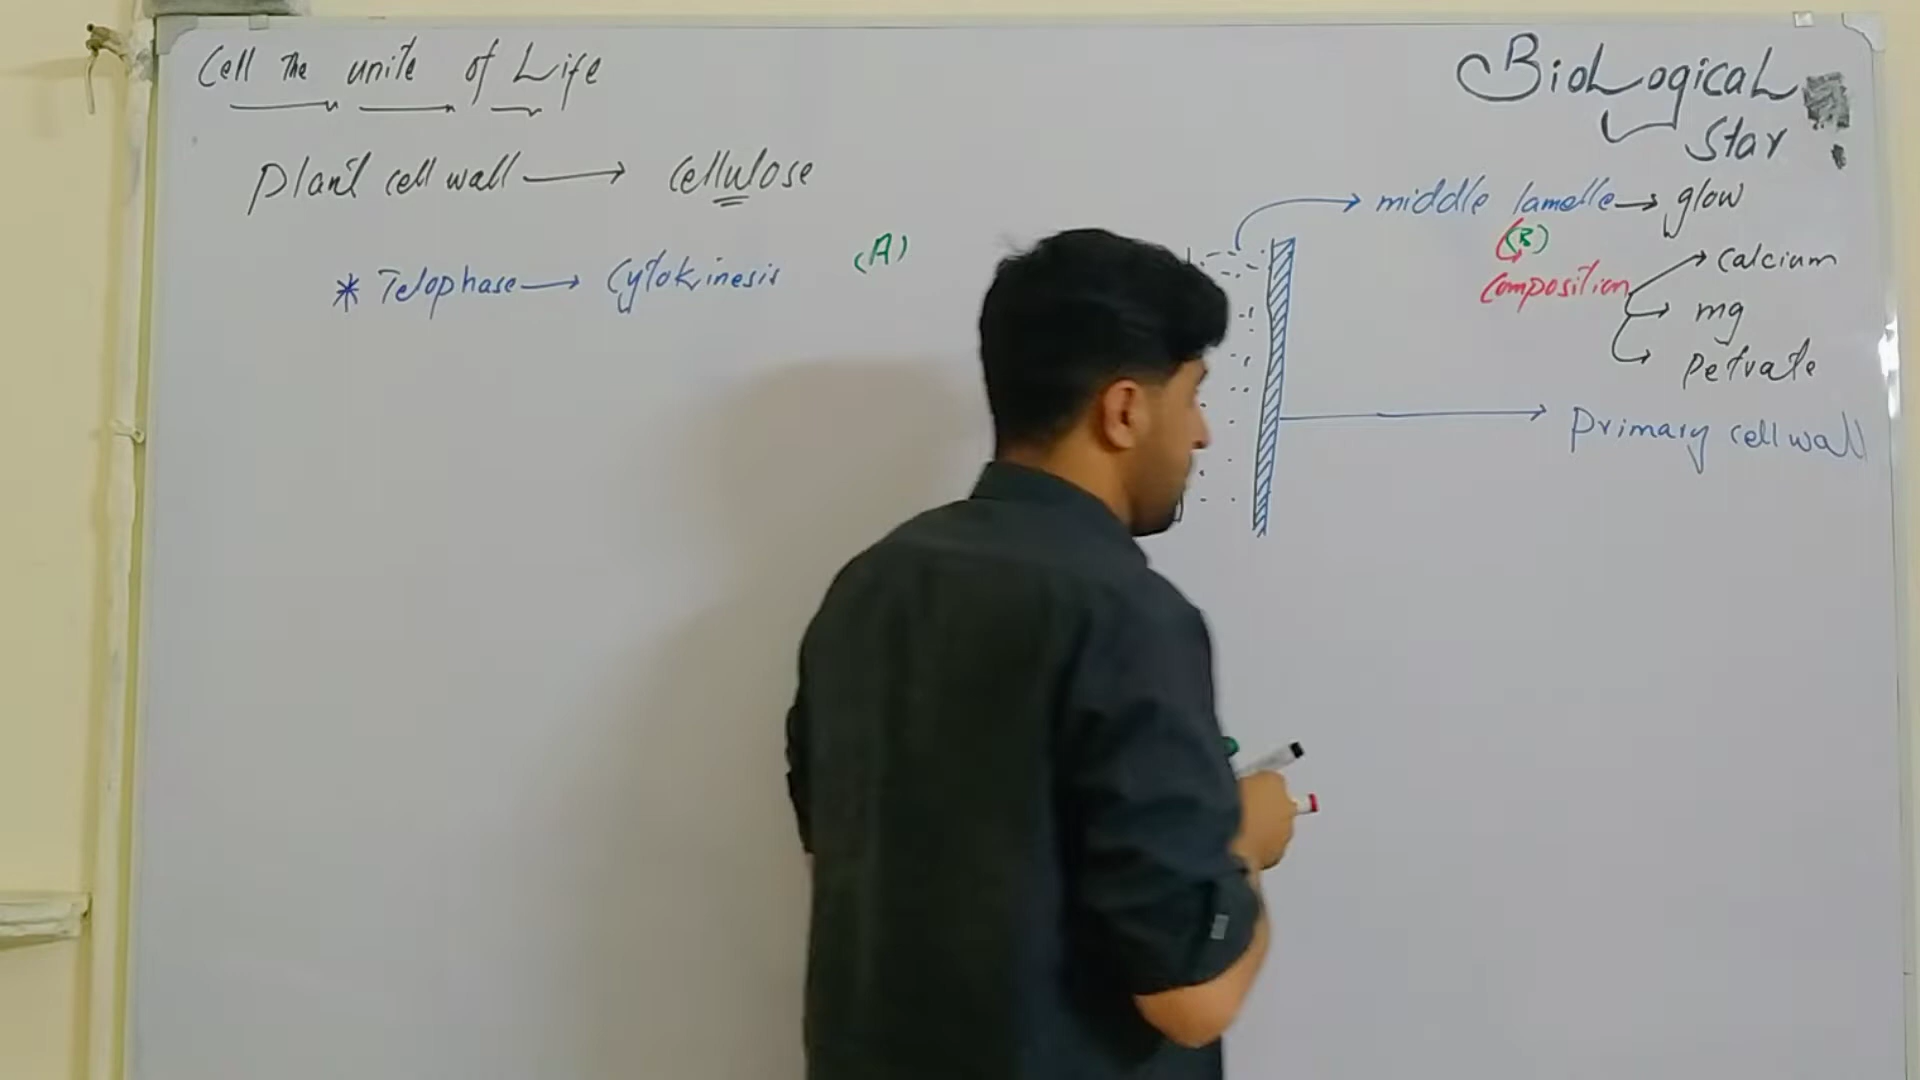 Cell The unite of Life
BioLogicaL
Star
Plant cell wall → cellulose
middle lamelle → glow
(A)
(B)
* Telophase → Cytokinesis
composition
calcium
mg
Petvate
Primary cell wall